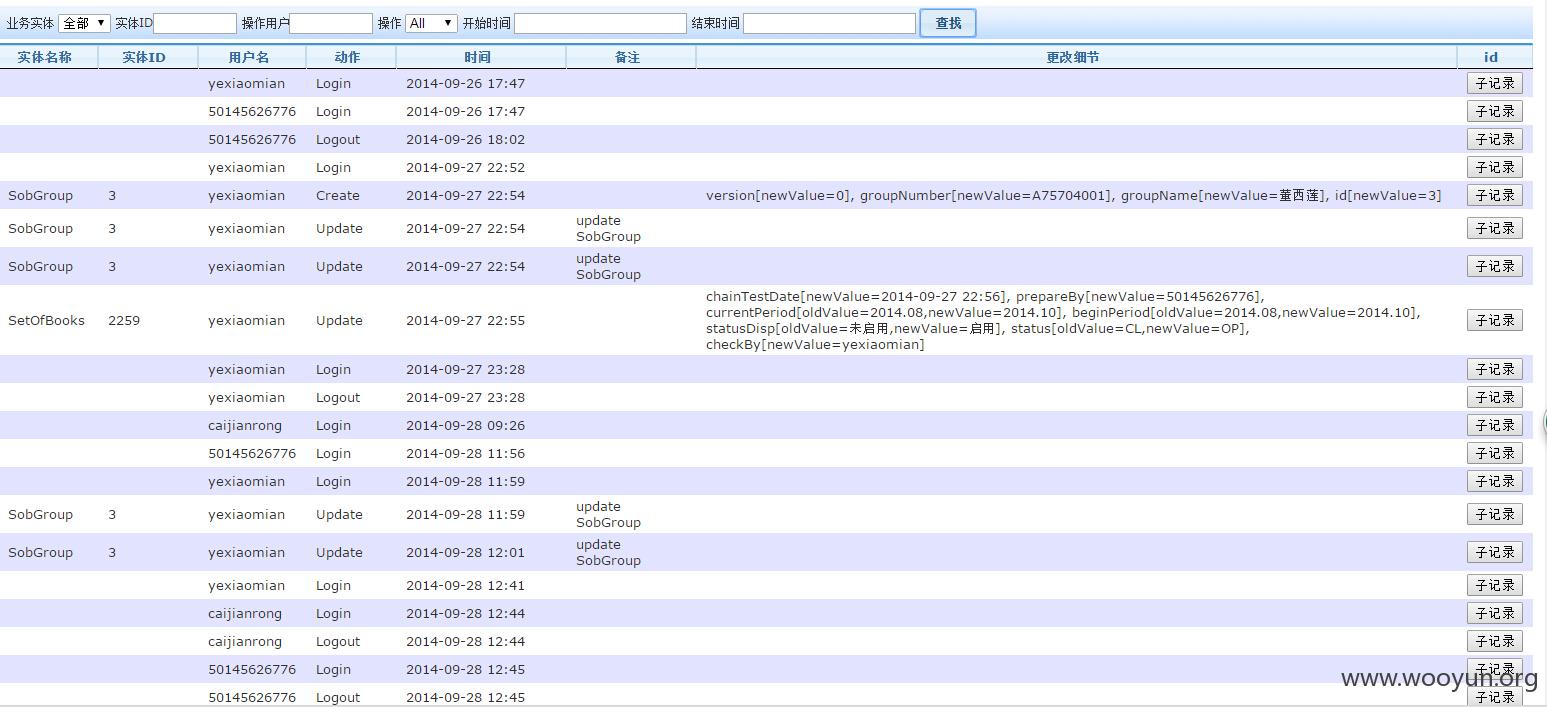 业务实体 全部 ▼ 实体ID 操作用户 操作 All ▼ 开始时间 结束时间 查找
实体名称 实体ID 用户名 动作 时间 备注 更改细节 id
yexiaomian Login 2014-09-26 17:47 子记录
50145626776 Login 2014-09-26 17:47 子记录
50145626776 Logout 2014-09-26 18:02 子记录
yexiaomian Login 2014-09-27 22:52 子记录
SobGroup 3 yexiaomian Create 2014-09-27 22:54 version[newValue=0], groupNumber[newValue=A75704001], groupName[newValue=董西莲], id[newValue=3] 子记录
SobGroup 3 yexiaomian Update 2014-09-27 22:54 update
SobGroup 子记录
SobGroup 3 yexiaomian Update 2014-09-27 22:54 update
SobGroup 子记录
SetOfBooks 2259 yexiaomian Update 2014-09-27 22:55 chainTestDate[newValue=2014-09-27 22:56], prepareBy[newValue=50145626776],
currentPeriod[oldValue=2014.08,newValue=2014.10], beginPeriod[oldValue=2014.08,newValue=2014.10],
statusDisp[oldValue=未启用,newValue=启用], status[oldValue=CL,newValue=OP],
checkBy[newValue=yexiaomian] 子记录
yexiaomian Login 2014-09-27 23:28 子记录
yexiaomian Logout 2014-09-27 23:28 子记录
caijianrong Login 2014-09-28 09:26 子记录
50145626776 Login 2014-09-28 11:56 子记录
yexiaomian Login 2014-09-28 11:59 子记录
SobGroup 3 yexiaomian Update 2014-09-28 11:59 update
SobGroup 子记录
SobGroup 3 yexiaomian Update 2014-09-28 12:01 update
SobGroup 子记录
yexiaomian Login 2014-09-28 12:41 子记录
caijianrong Login 2014-09-28 12:44 子记录
caijianrong Logout 2014-09-28 12:44 子记录
50145626776 Login 2014-09-28 12:45 子记录
www.wooyun.org
50145626776 Logout 2014-09-28 12:45 子记录